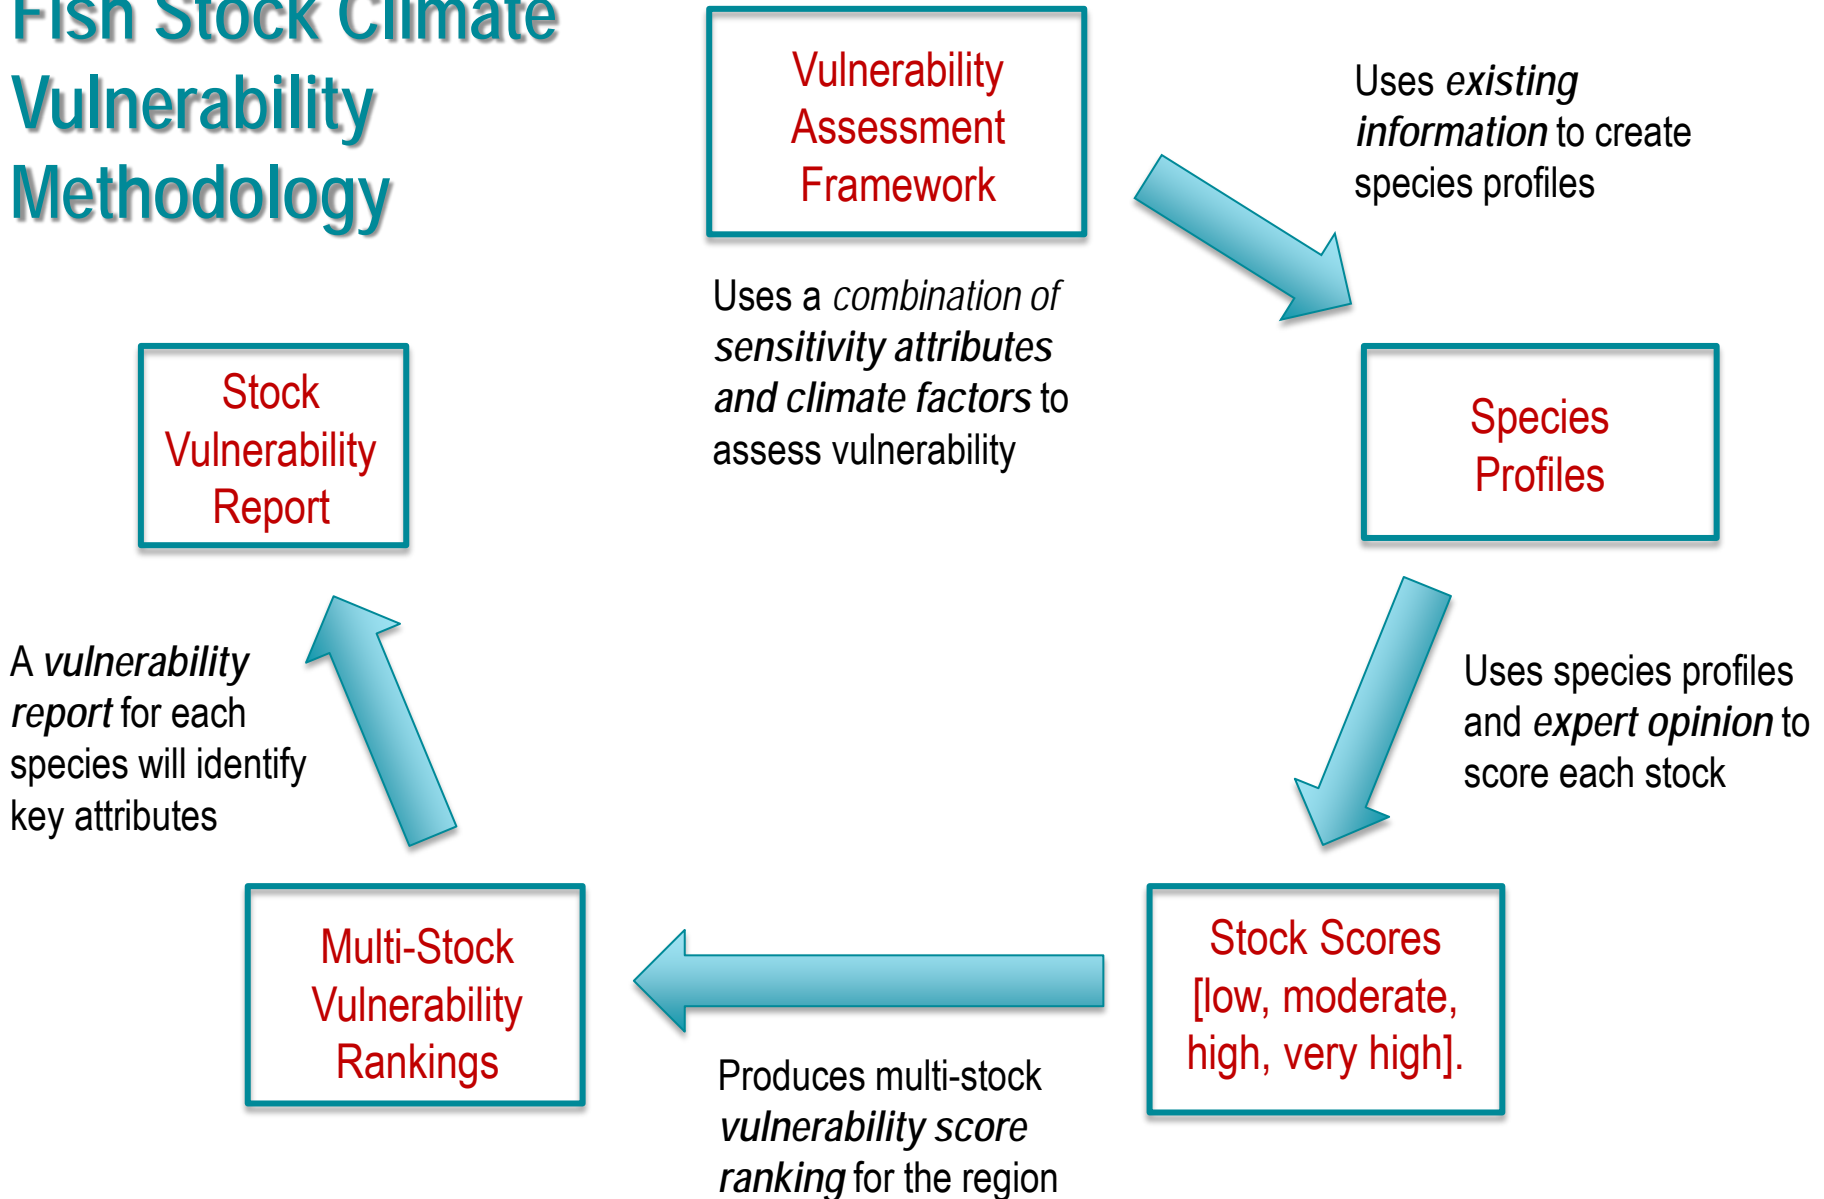 Fish Stock Climate
Vulnerability
Methodology
Vulnerability
Assessment
Framework
Uses a combination of
sensitivity attributes
and climate factors to
assess vulnerability
Uses existing
information to create
species profiles
Species
Profiles
Uses species profiles
and expert opinion to
score each stock
Stock Scores
[low, moderate,
high, very high].
Produces multi-stock
vulnerability score
ranking for the region
Multi-Stock
Vulnerability
Rankings
A vulnerability
report for each
species will identify
key attributes
Stock
Vulnerability
Report